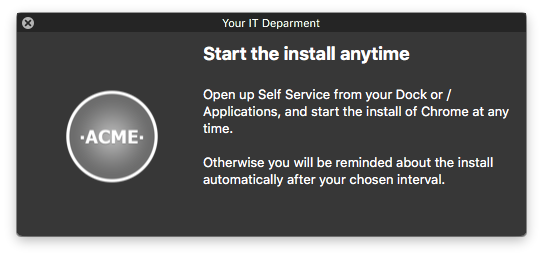 Your IT Deparment
Start the install anytime
·ACME·
Open up Self Service from your Dock or /
Applications, and start the install of Chrome at any
time.
Otherwise you will be reminded about the install
automatically after your chosen interval.